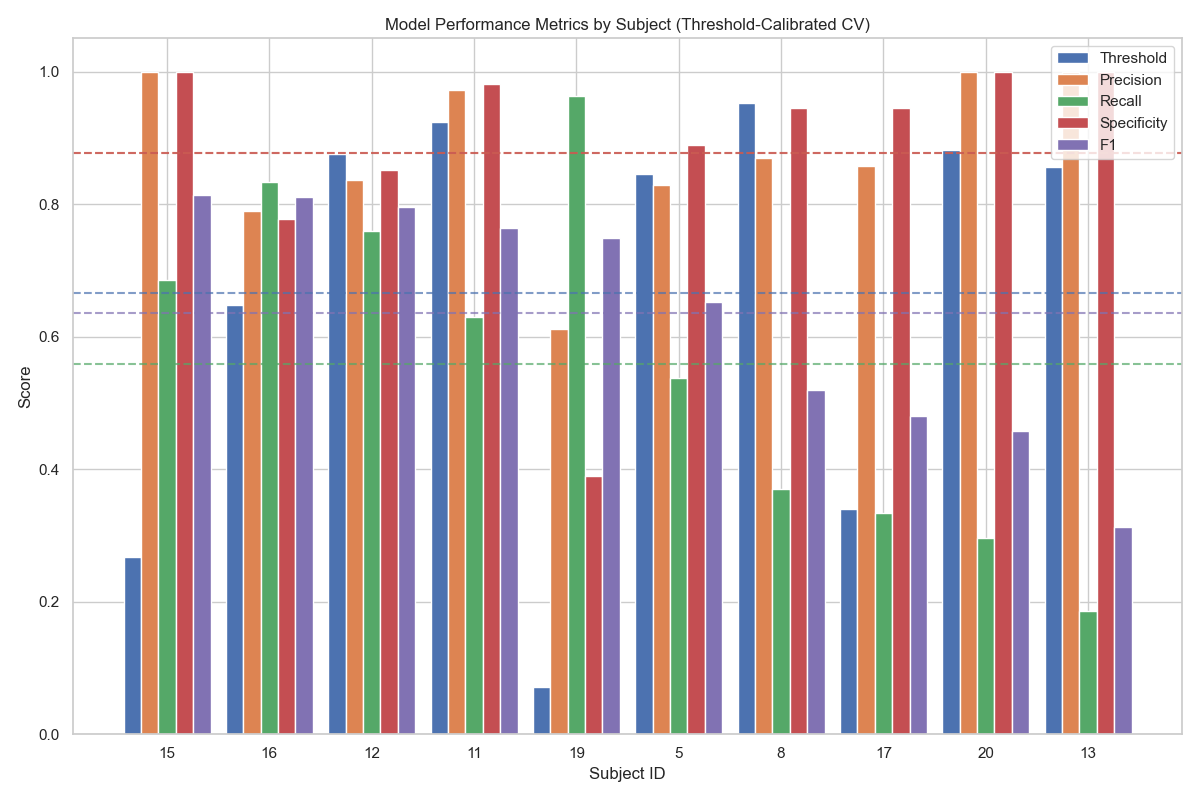 Model Performance Metrics by Subject (Threshold-Calibrated CV)
Threshold
Precision
Recall
Specificity
F1
1.0
0.8
0.6
0.4
0.2
0.0
Score
15 16 12 11 19 5 8 17 20 13
Subject ID